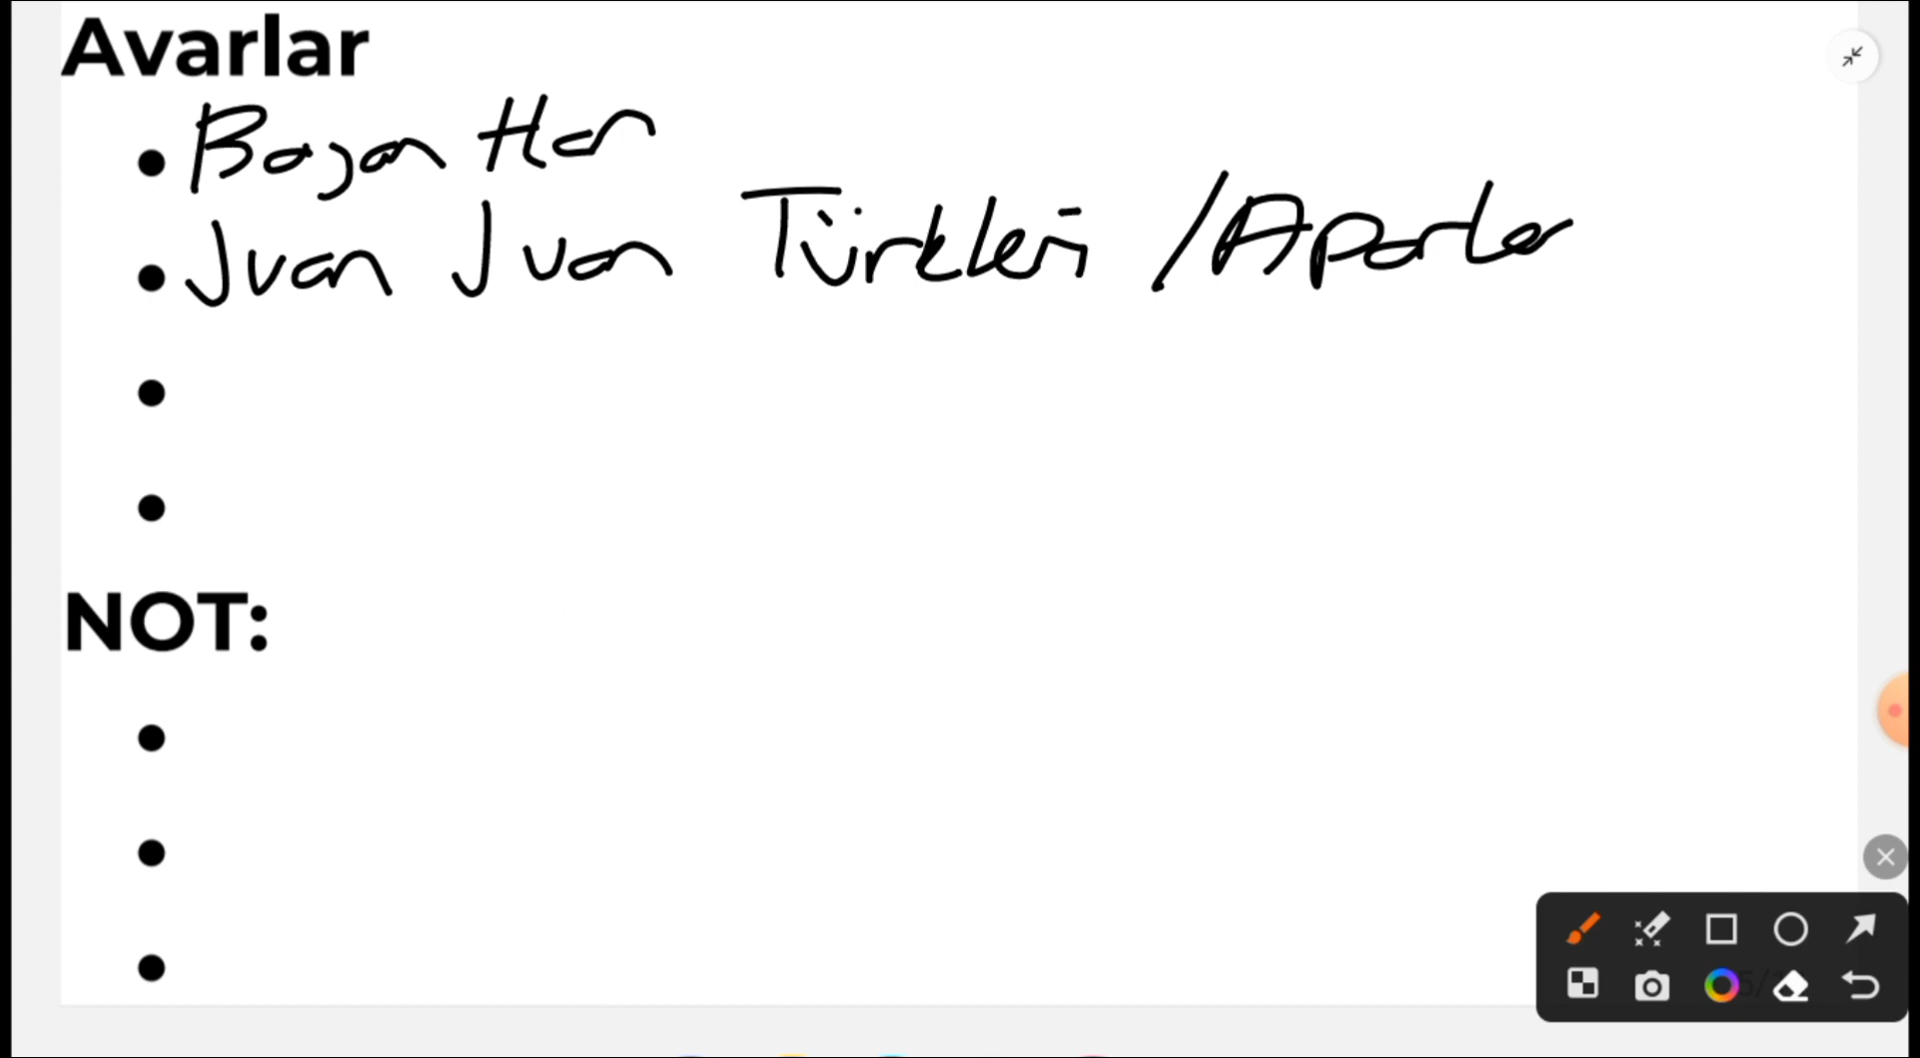 Avarlar
• Bayan Han
• Juan Juan Türkleri / Aparlar
•
•
NOT:
•
•
•